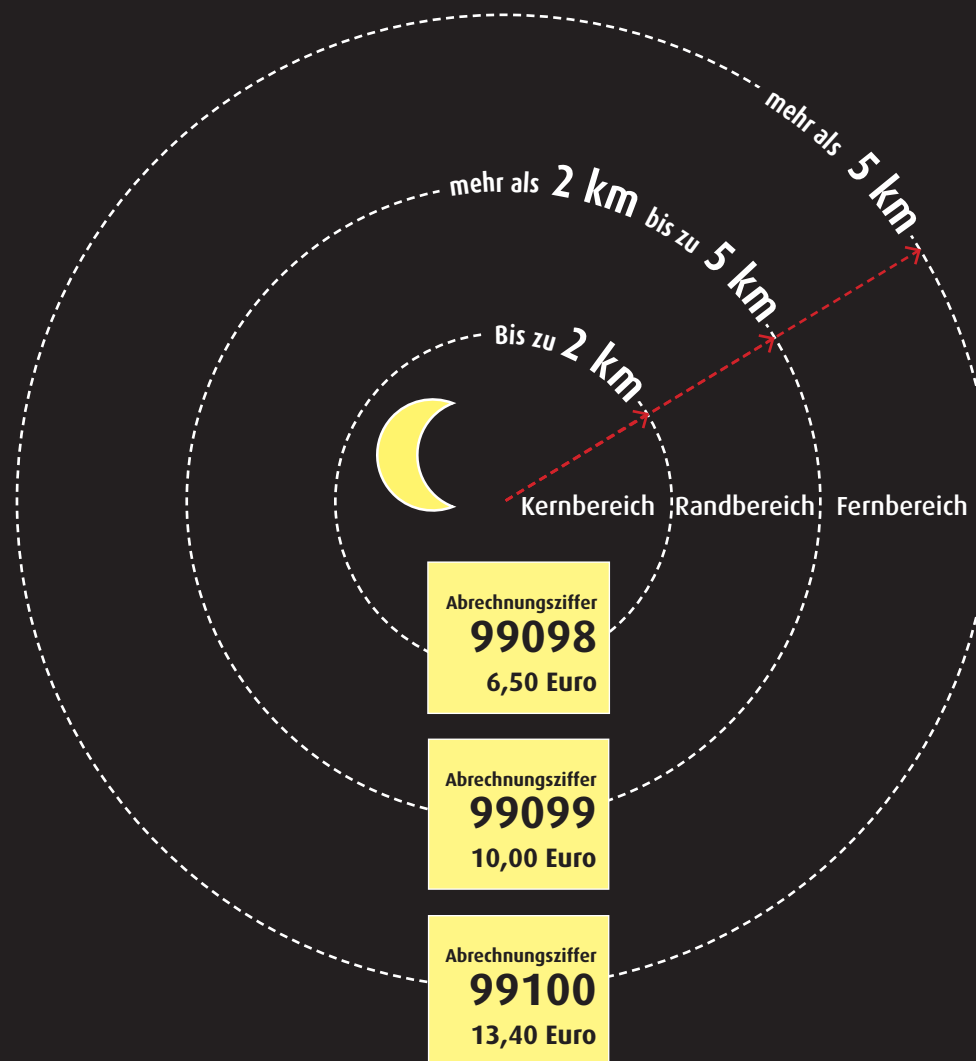 mehr als 5 km
mehr als 2 km bis zu 5 km
Bis zu 2 km
Kernbereich Randbereich Fernbereich
Abrechnungsziffer
99098
6,50 Euro
Abrechnungsziffer
99099
10,00 Euro
Abrechnungsziffer
99100
13,40 Euro